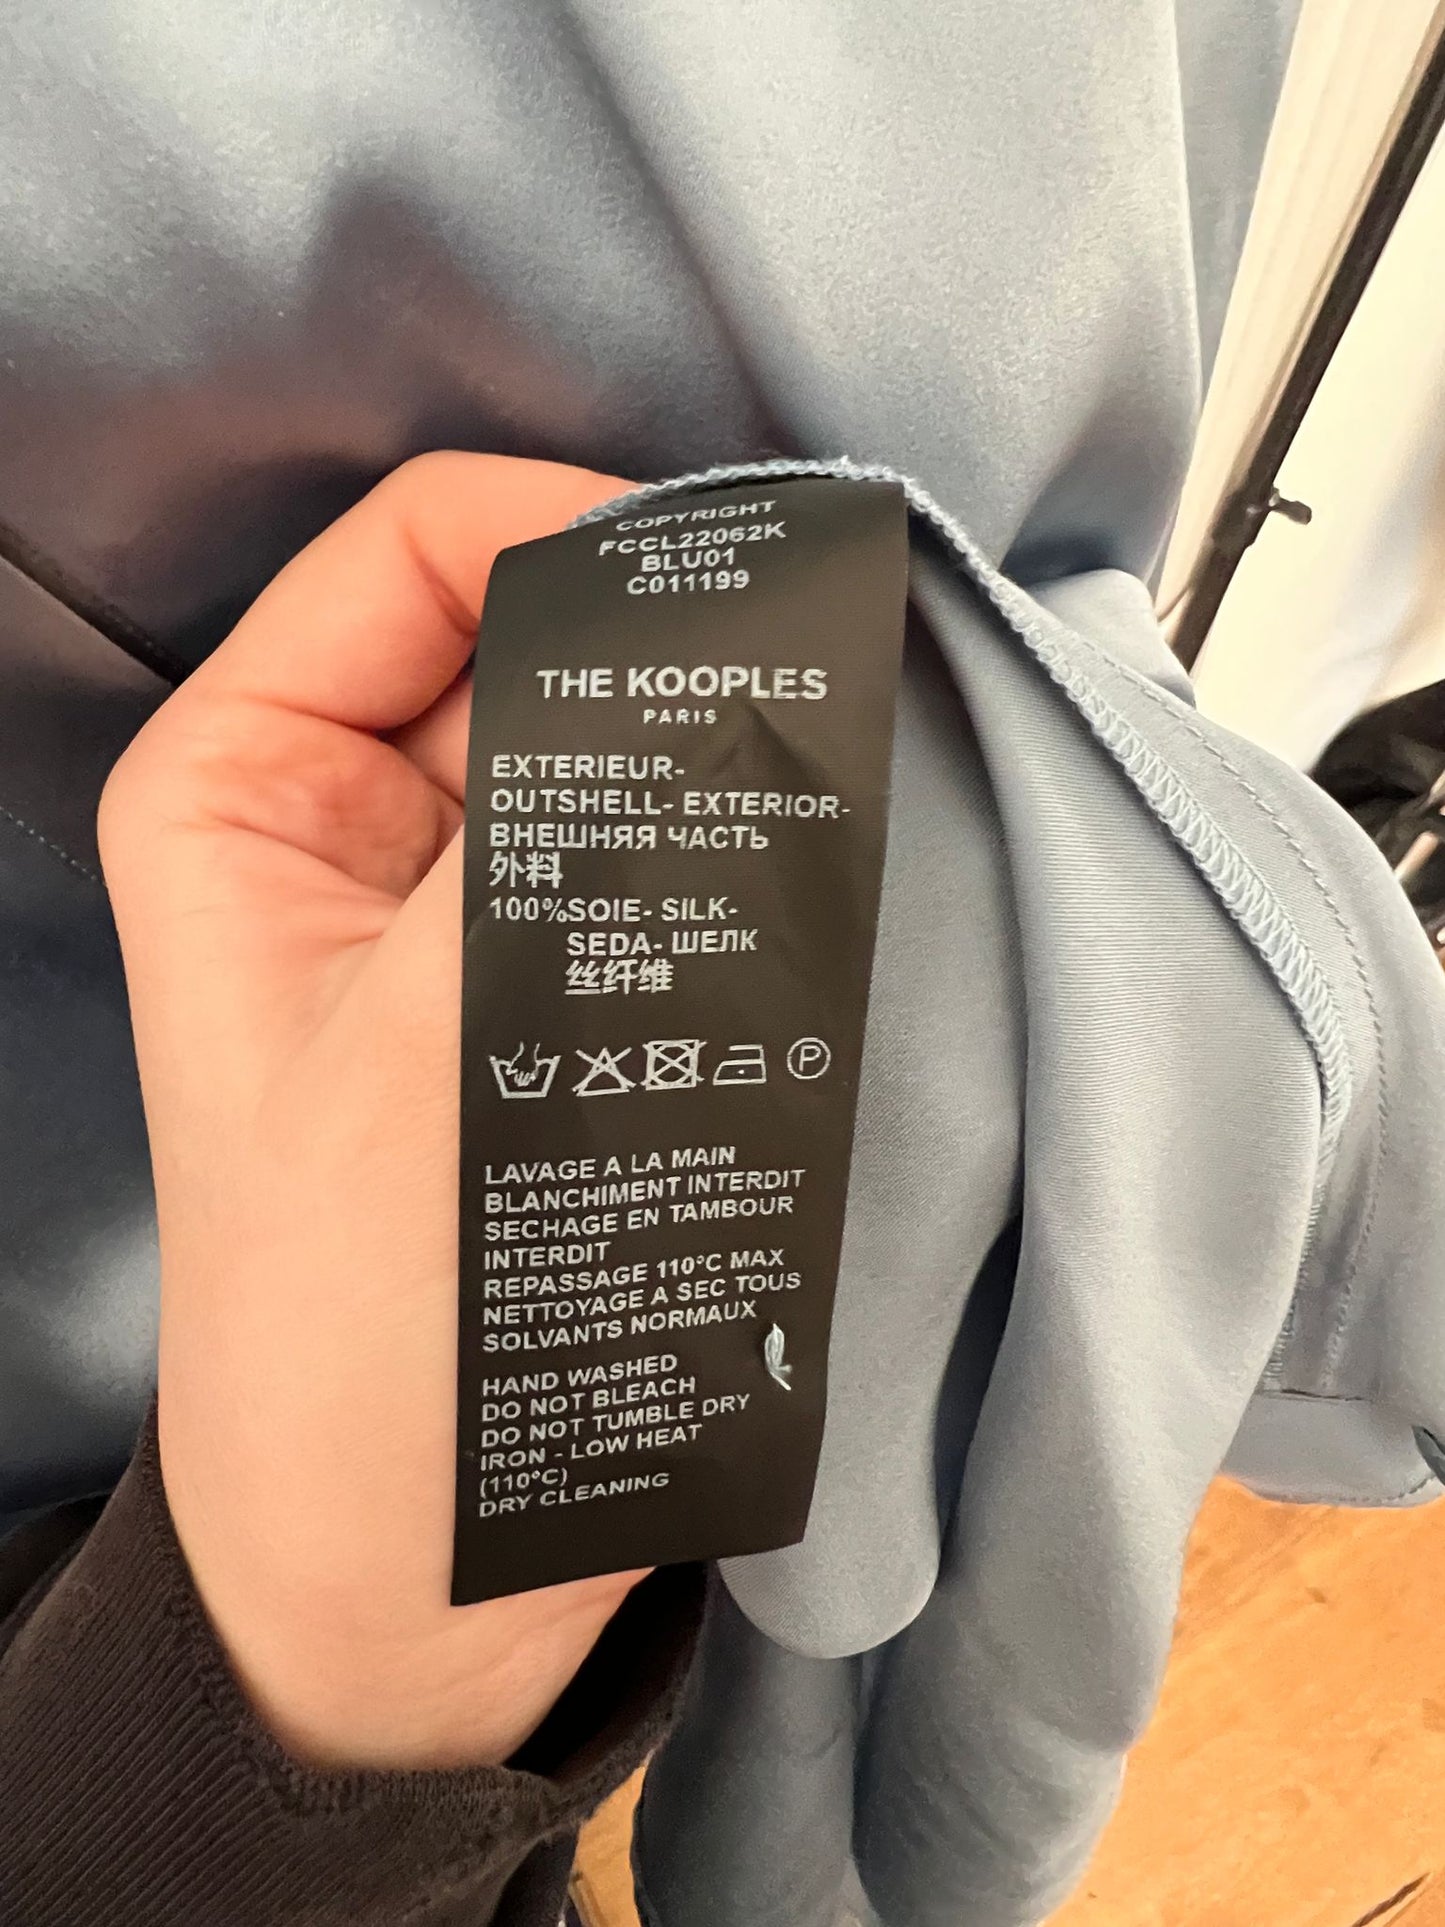 COPYRIGHT
FCCL22062K
BLU01
C011199
THE KOOPLES
PARIS
EXTERIEUR-
OUTSHELL- EXTERIOR-
ВНЕШНЯЯ ЧАСТЬ
外料
100%SOIE- SILK-
SEDA- ШЕЛК
丝纤维
P
LAVAGE A LA MAIN
BLANCHIMENT INTERDIT
SECHAGE EN TAMBOUR
INTERDIT
REPASSAGE 110°C MAX
NETTOYAGE A SEC TOUS
SOLVANTS NORMAUX
HAND WASHED
DO NOT BLEACH
DO NOT TUMBLE DRY
IRON - LOW HEAT
(110°C)
DRY CLEANING